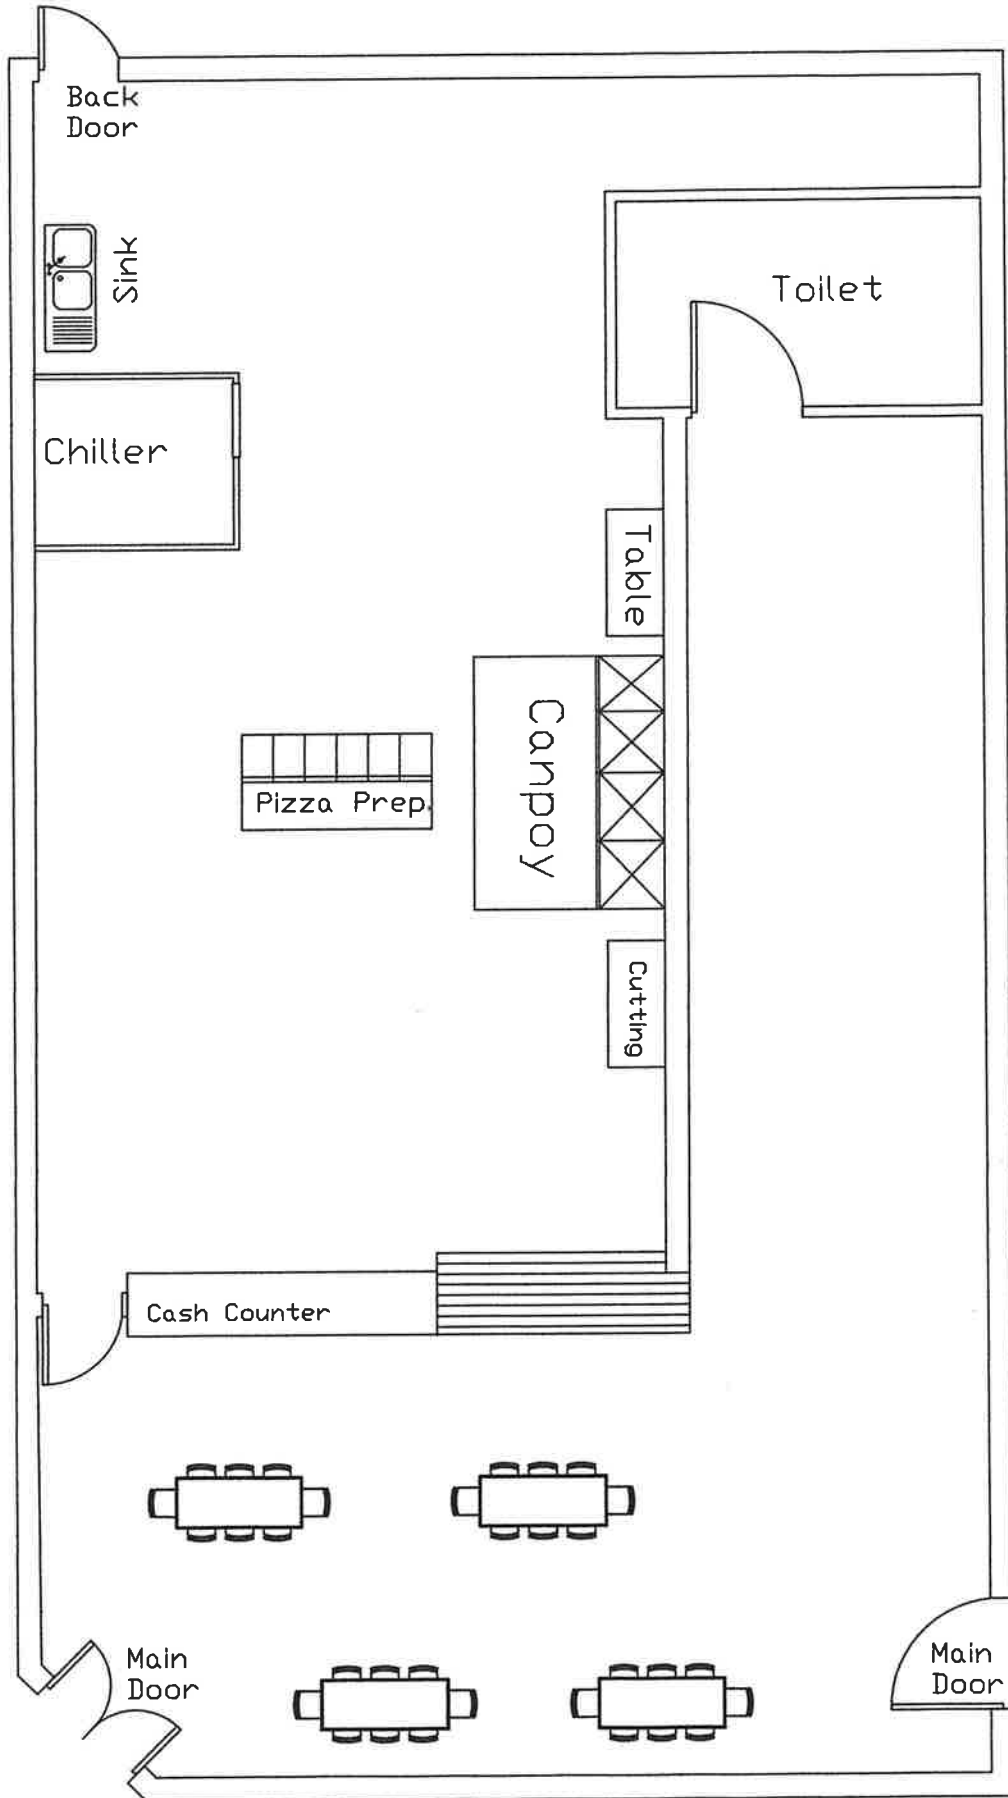 Back
Door
Sink
Toilet
Chiller
Table
Canpoy
Pizza Prep.
Cutting
Cash Counter
Main
Door
Main
Door